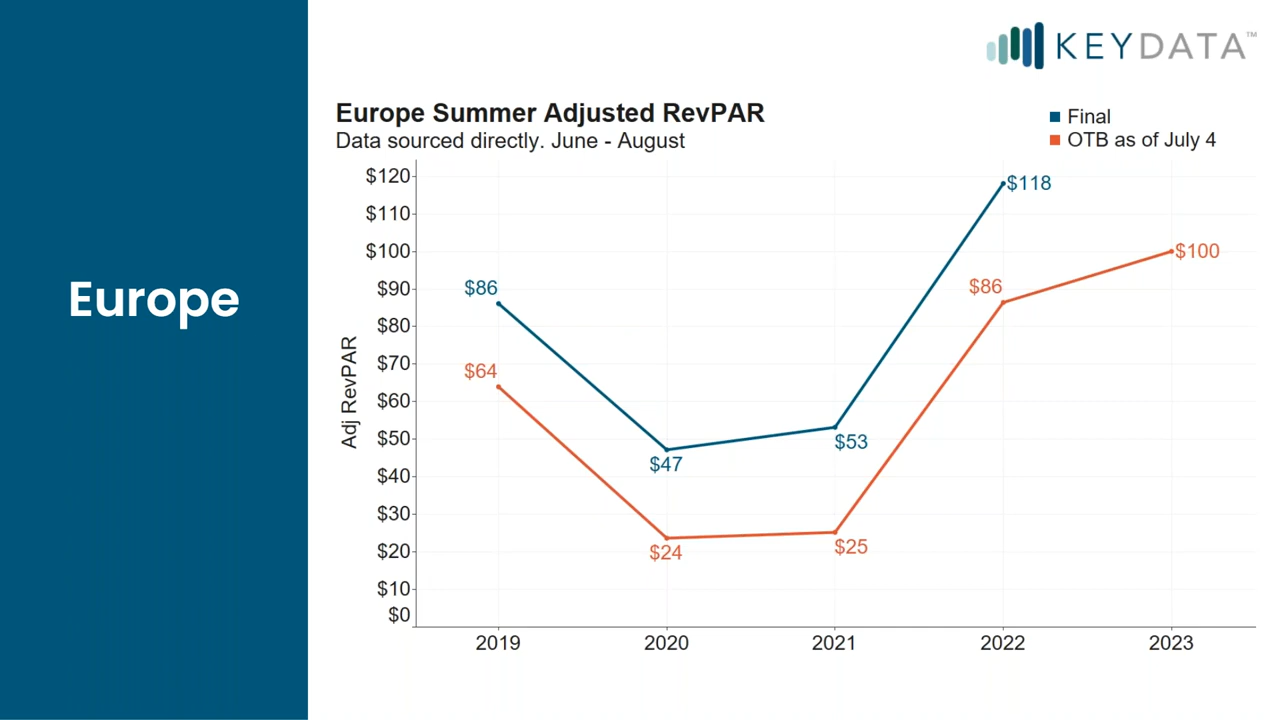 KEYDATA™
Europe
Europe Summer Adjusted RevPAR
Data sourced directly. June - August
Final
OTB as of July 4
Adj RevPAR
$120
$110
$100
$90
$80
$70
$60
$50
$40
$30
$20
$10
$0
$86
$47
$53
$118
$64
$24
$25
$86
$100
2019 2020 2021 2022 2023